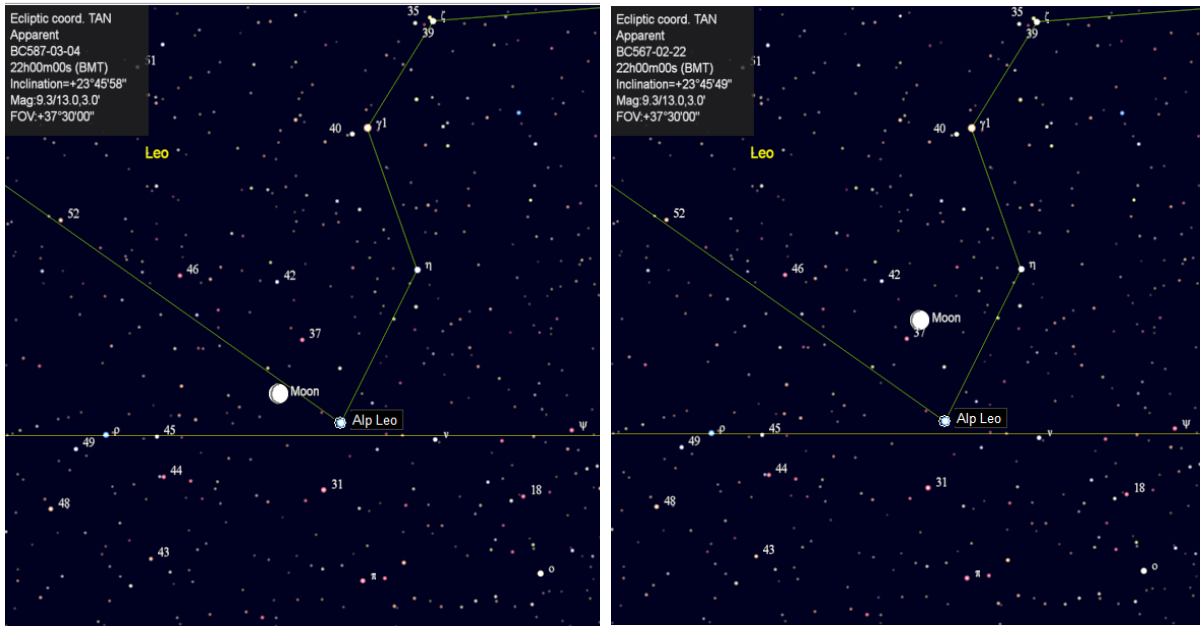 Ecliptic coord. TAN
Apparent
BC587-03-04
22h00m00s (BMT)
Inclination=+23°45'58"
Mag:9.3/13.0,3.0'
FOV:+37°30'00"
35
ζ
39
51
40
γ1
Leo
52
46
42
η
37
Moon
Alp Leo
ρ
45
49
ν
ψ
44
31
18
48
43
π
ο
Ecliptic coord. TAN
Apparent
BC567-02-22
22h00m00s (BMT)
Inclination=+23°45'49"
Mag:9.3/13.0,3.0'
FOV:+37°30'00"
35
ζ
39
51
40
γ1
Leo
52
46
42
η
Moon
37
Alp Leo
ρ
45
49
ν
ψ
44
31
18
48
43
π
ο